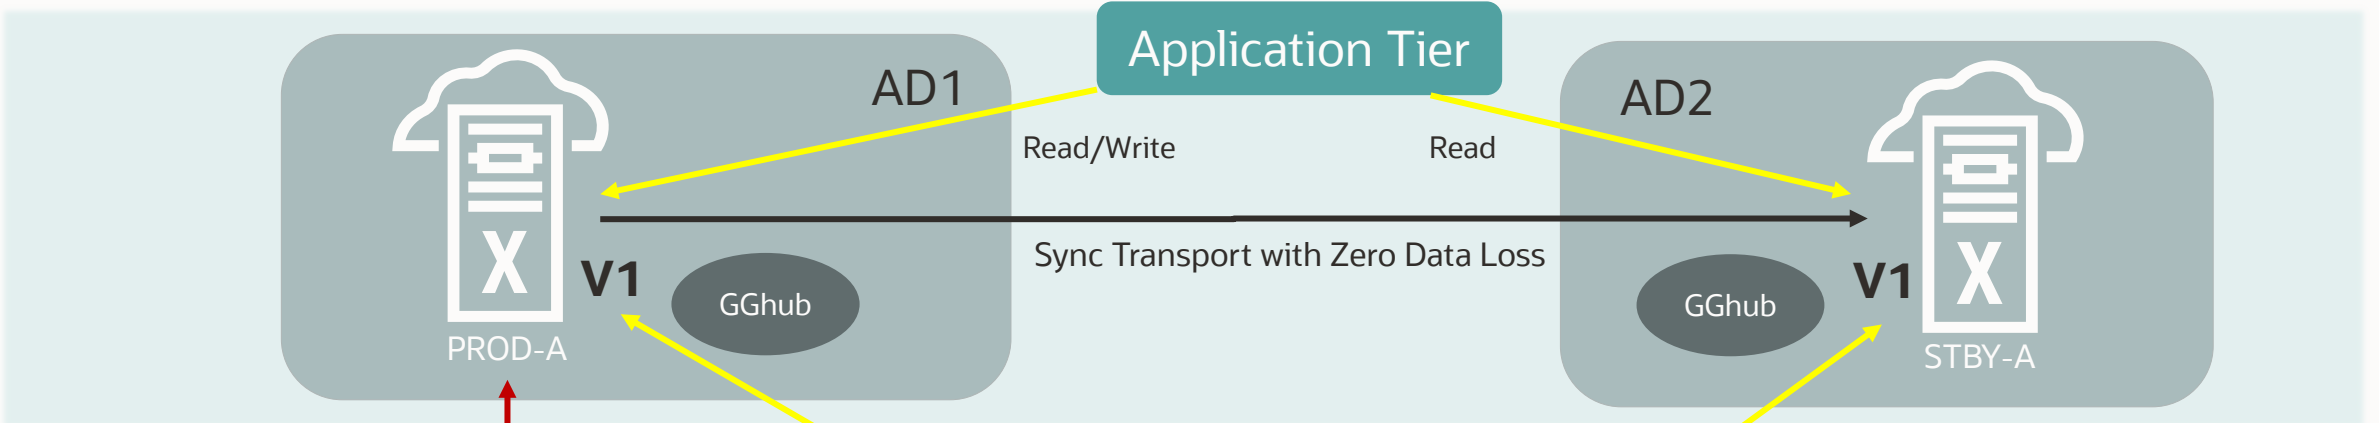 Application Tier
AD1
AD2
Read/Write
Read
Sync Transport with Zero Data Loss
X
V1
GGhub
PROD-A
GGhub
V1
X
STBY-A